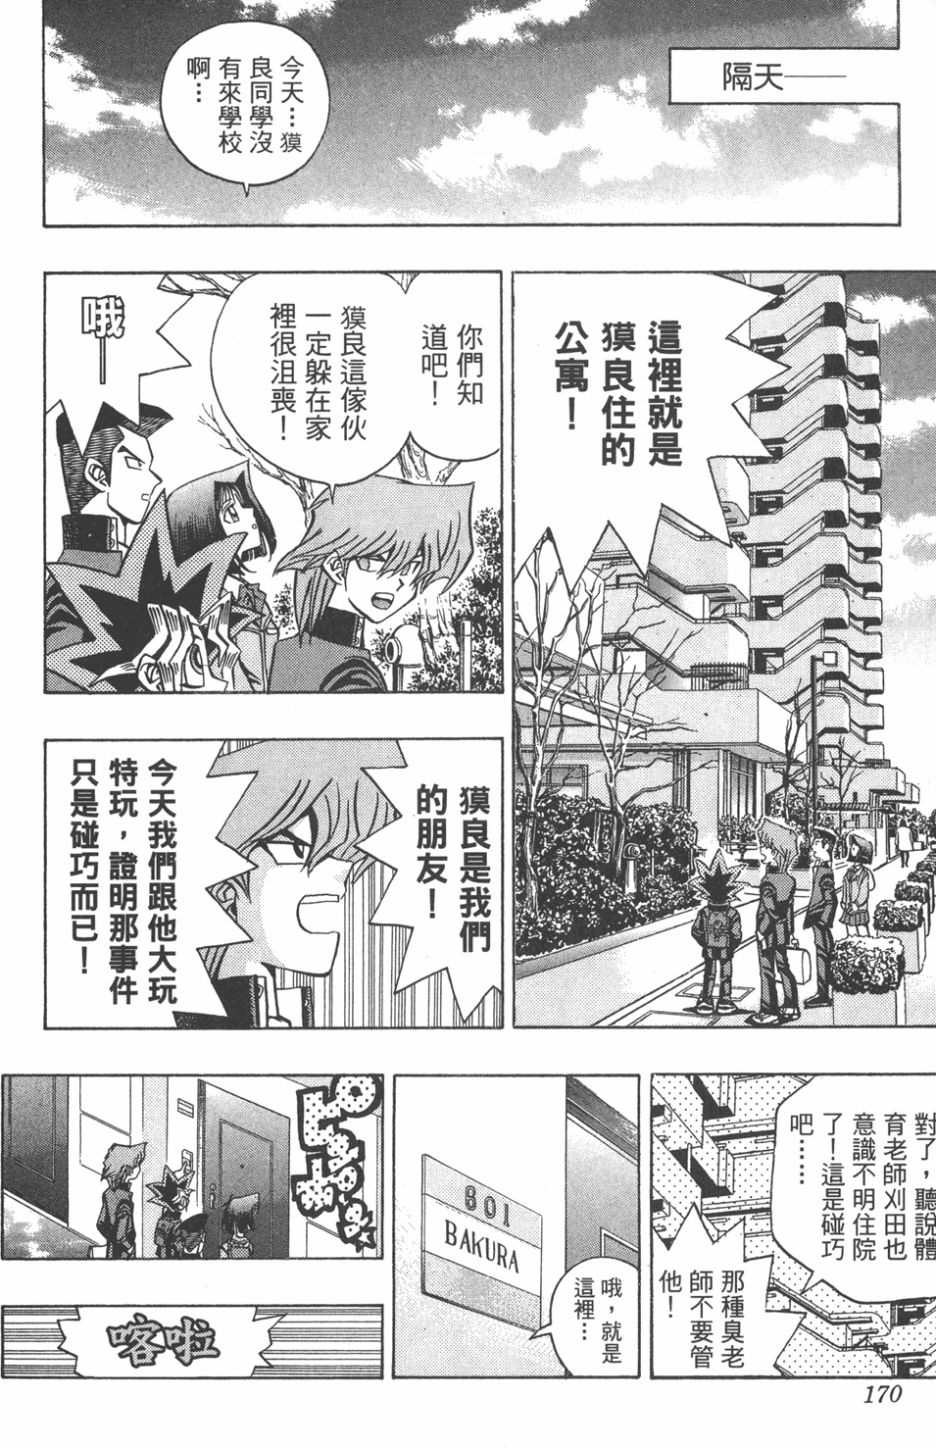 隔天——
今天…獏
良同學沒
有來學校
啊…
這裡就是
獏良住的
公寓！
你們知
道吧！
獏良這傢伙
一定躲在家
裡很沮喪！
哦—
獏良是我們
的朋友！
今天我們跟他大玩
特玩，證明那事件
只是碰巧而已！
對了，聽說體
育老師刈田也
意識不明住院
了！這是碰巧
吧……
那種臭老
師不要管
他！
601
BAKURA
哦，就是
這裡…
ピンポーン
喀啦
170